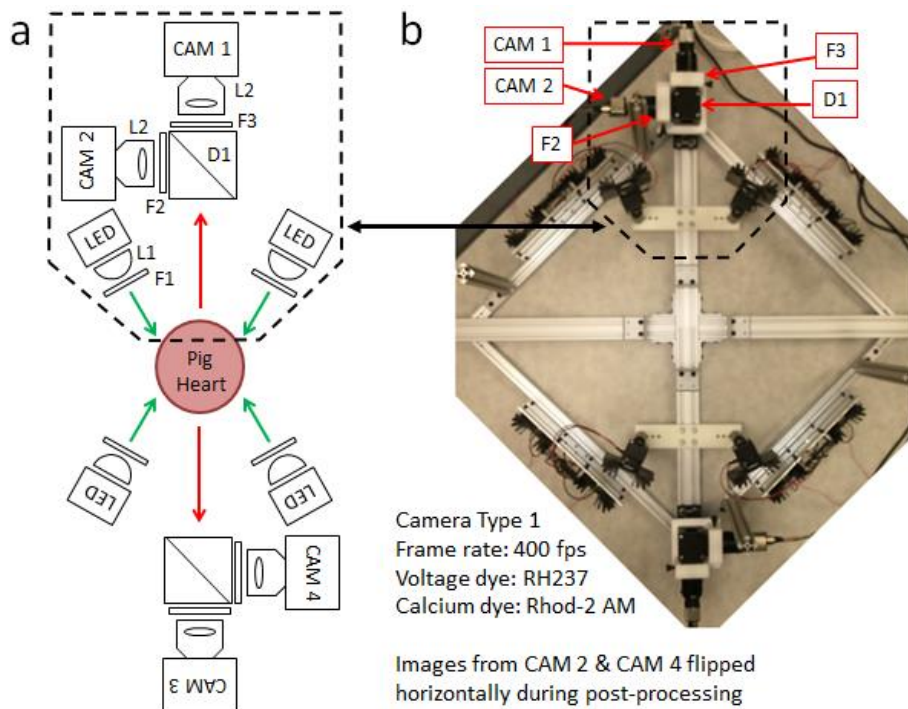 a
CAM 1
L2
F3
CAM 2
L2
D1
F2
LED
L1
F1
LED
Pig
Heart
LED
LED
CAM 4
CAM 3
b
CAM 1
F3
CAM 2
D1
F2
Camera Type 1
Frame rate: 400 fps
Voltage dye: RH237
Calcium dye: Rhod-2 AM
Images from CAM 2 & CAM 4 flipped
horizontally during post-processing